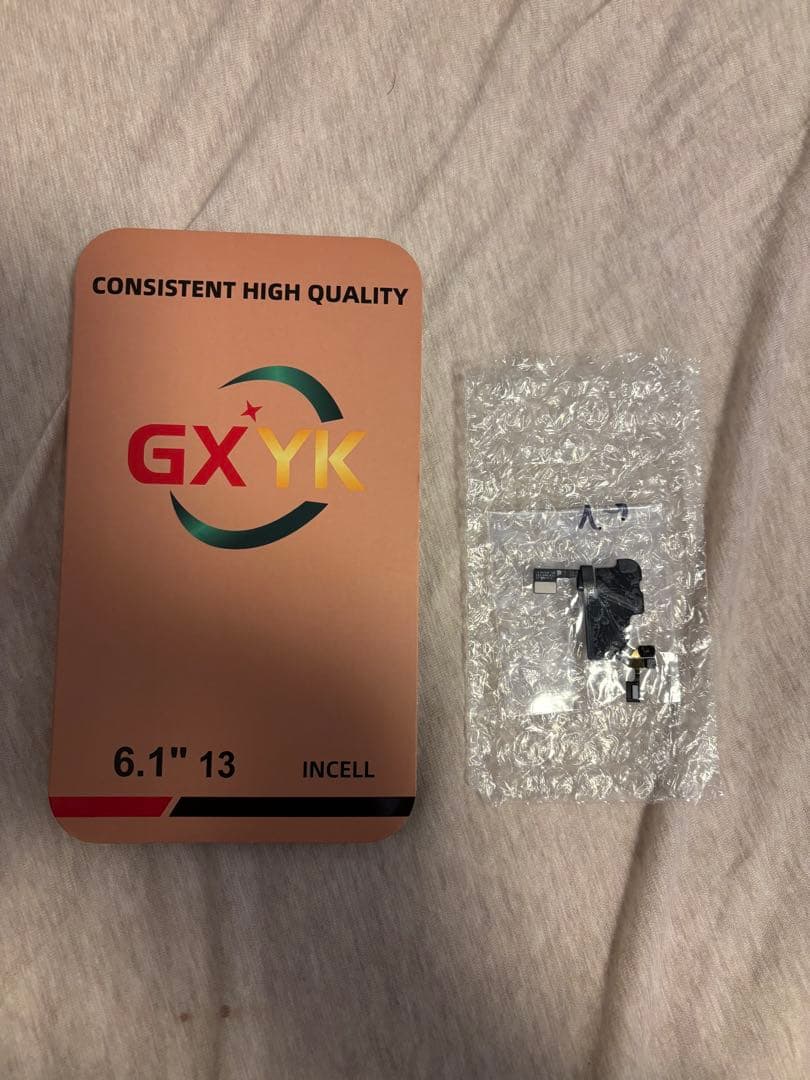 CONSISTENT HIGH QUALITY
GXYK
6.1" 13 INCELL